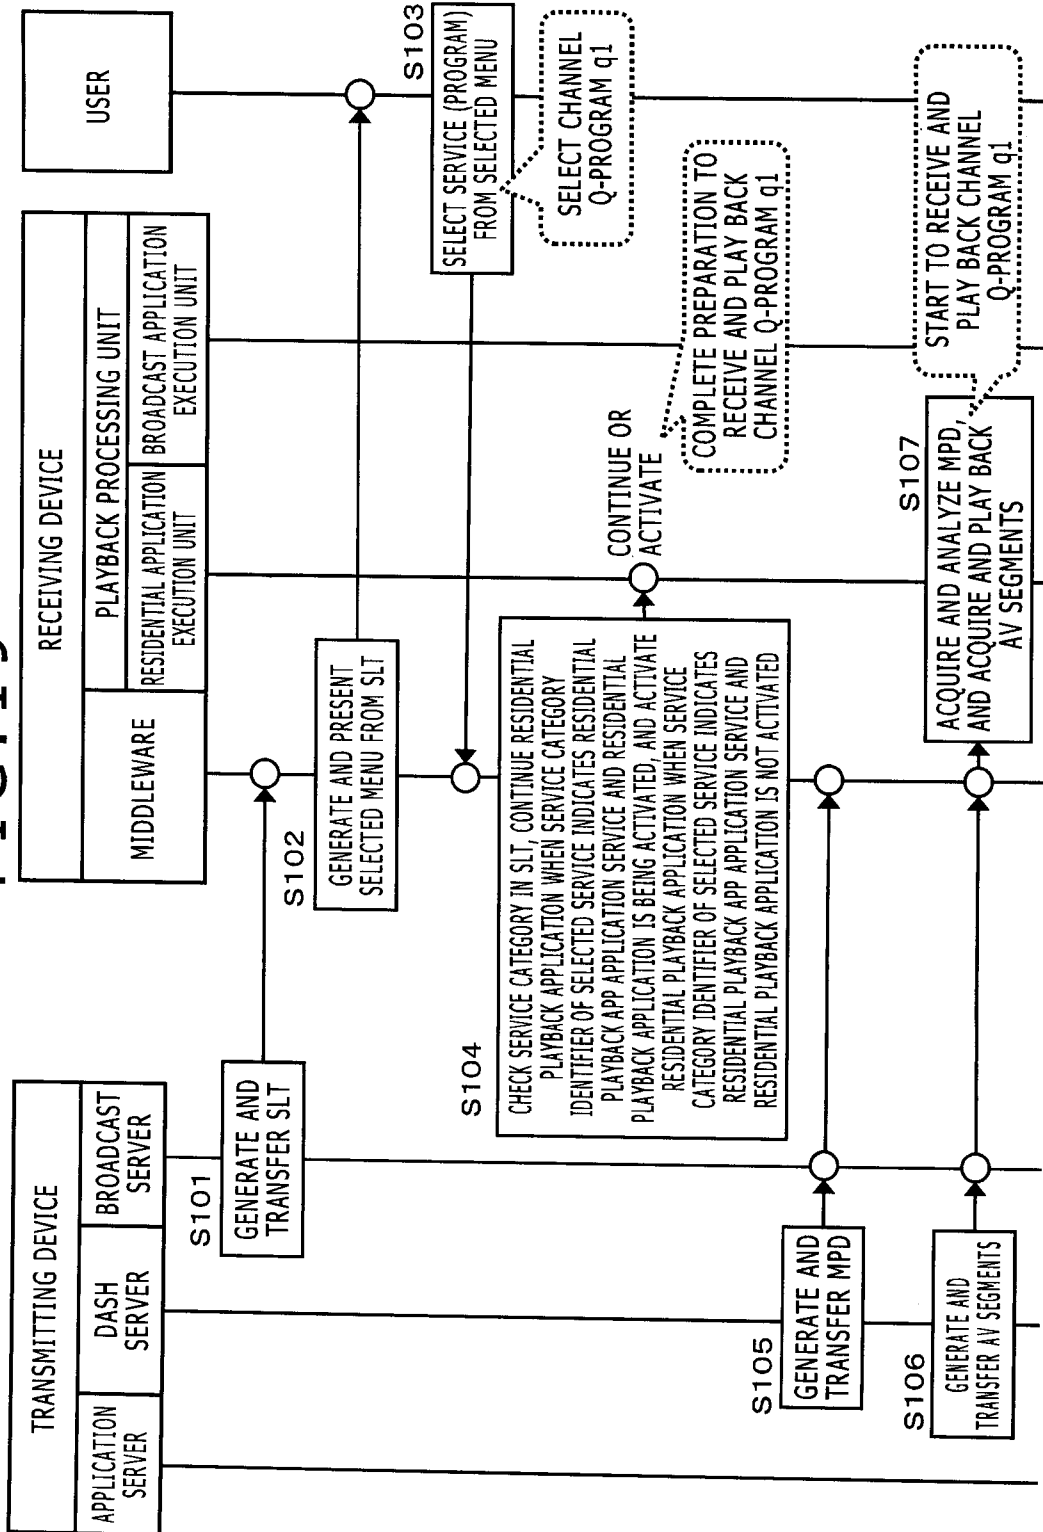 TRANSMITTING DEVICE
APPLICATION
SERVER
DASH
SERVER
BROADCAST
SERVER
RECEIVING DEVICE
MIDDLEWARE
PLAYBACK PROCESSING UNIT
RESIDENTIAL APPLICATION
EXECUTION UNIT
BROADCAST APPLICATION
EXECUTION UNIT
USER
S101
GENERATE AND
TRANSFER SLT
S102
GENERATE AND PRESENT
SELECTED MENU FROM SLT
S103
SELECT SERVICE (PROGRAM)
FROM SELECTED MENU
SELECT CHANNEL
Q-PROGRAM q1
S104
CHECK SERVICE CATEGORY IN SLT, CONTINUE RESIDENTIAL
PLAYBACK APPLICATION WHEN SERVICE CATEGORY
IDENTIFIER OF SELECTED SERVICE INDICATES RESIDENTIAL
PLAYBACK APP APPLICATION SERVICE AND RESIDENTIAL
PLAYBACK APPLICATION IS BEING ACTIVATED, AND ACTIVATE
RESIDENTIAL PLAYBACK APPLICATION WHEN SERVICE
CATEGORY IDENTIFIER OF SELECTED SERVICE INDICATES
RESIDENTIAL PLAYBACK APP APPLICATION SERVICE AND
RESIDENTIAL PLAYBACK APPLICATION IS NOT ACTIVATED
CONTINUE OR
ACTIVATE
COMPLETE PREPARATION TO
RECEIVE AND PLAY BACK
CHANNEL Q-PROGRAM q1
S105
GENERATE AND
TRANSFER MPD
S106
GENERATE AND
TRANSFER AV SEGMENTS
S107
ACQUIRE AND ANALYZE MPD,
AND ACQUIRE AND PLAY BACK
AV SEGMENTS
START TO RECEIVE AND
PLAY BACK CHANNEL
Q-PROGRAM q1